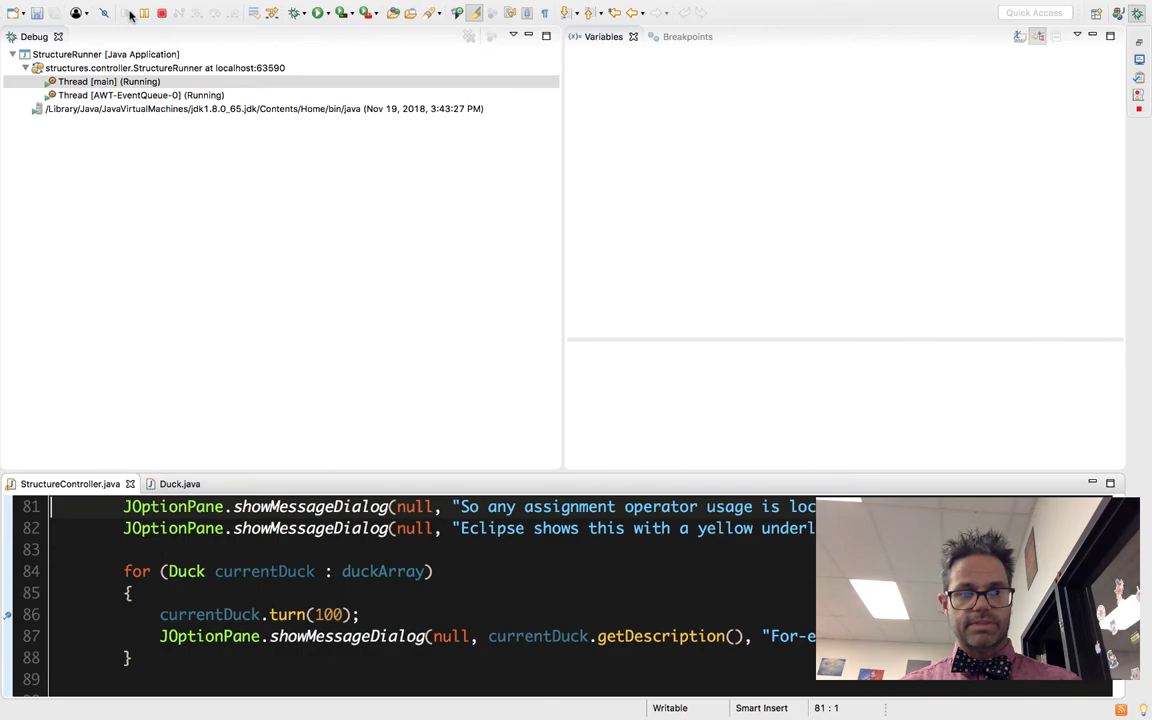 Quick Access
Debug
(x)= Variables
Breakpoints
StructureRunner [Java Application]
structures.controller.StructureRunner at localhost:63590
Thread [main] (Running)
Thread [AWT-EventQueue-0] (Running)
/Library/Java/JavaVirtualMachines/jdk1.8.0_65.jdk/Contents/Home/bin/java (Nov 19, 2018, 3:43:27 PM)
StructureController.java
Duck.java
81 JOptionPane.showMessageDialog(null, "So any assignment operator usage is loc
82 JOptionPane.showMessageDialog(null, "Eclipse shows this with a yellow underl
83
84 for (Duck currentDuck : duckArray)
85 {
86 currentDuck.turn(100);
87 JOptionPane.showMessageDialog(null, currentDuck.getDescription(), "For-e
88 }
89
Writable
Smart Insert
81 : 1